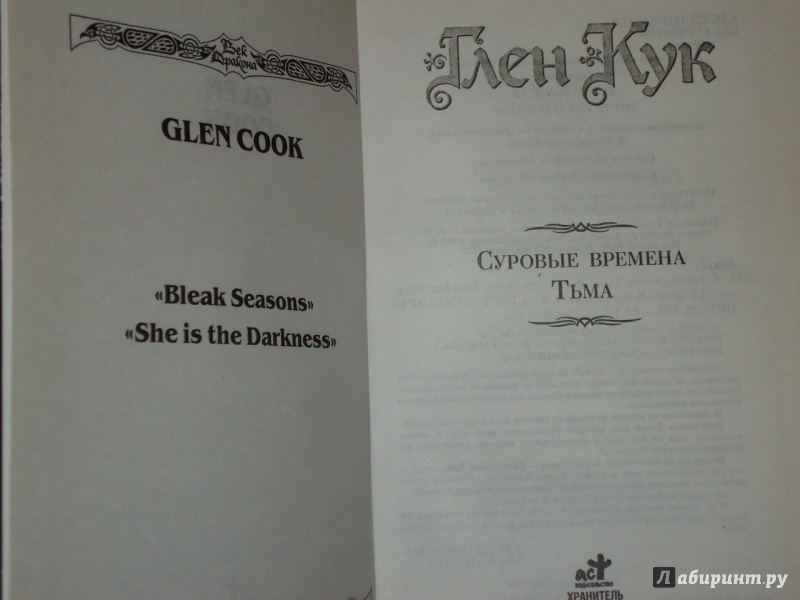 Век
Дракона
GLEN COOK
«Bleak Seasons»
«She is the Darkness»
Глен Кук
Суровые времена
Тьма
аст
ИЗДАТЕЛЬСТВО
ХРАНИТЕЛЬ
Лабиринт.ру